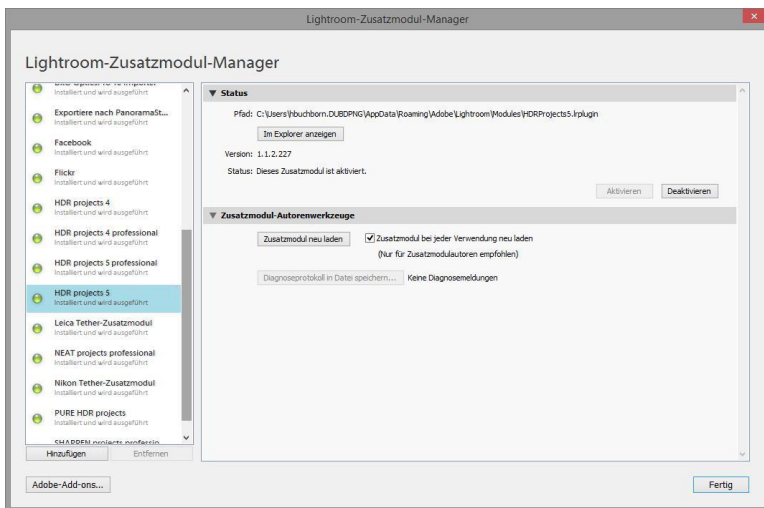 Lightroom-Zusatzmodul-Manager
Lightroom-Zusatzmodul-Manager
Installiert und wird ausgeführt
Exportiere nach PanoramaSt...
Installiert und wird ausgeführt
Facebook
Installiert und wird ausgeführt
Flickr
Installiert und wird ausgeführt
HDR projects 4
Installiert und wird ausgeführt
HDR projects 4 professional
Installiert und wird ausgeführt
HDR projects 5 professional
Installiert und wird ausgeführt
HDR projects 5
Installiert und wird ausgeführt
Leica Tether-Zusatzmodul
Installiert und wird ausgeführt
NEAT projects professional
Installiert und wird ausgeführt
Nikon Tether-Zusatzmodul
Installiert und wird ausgeführt
PURE HDR projects
Installiert und wird ausgeführt
SHARPEN projects professio
Hinzufügen Entfernen
Adobe-Add-ons...
Status
Pfad: C:\Users\hbuchborn.DUBDPNG\AppData\Roaming\Adobe\Lightroom\Modules\HDRProjects5.lrplugin
Im Explorer anzeigen
Version: 1.1.2.227
Status: Dieses Zusatzmodul ist aktiviert.
Aktivieren Deaktivieren
Zusatzmodul-Autorenwerkzeuge
Zusatzmodul neu laden Zusatzmodul bei jeder Verwendung neu laden
(Nur für Zusatzmodulautoren empfohlen)
Diagnoseprotokoll in Datei speichern... Keine Diagnosemeldungen
Fertig